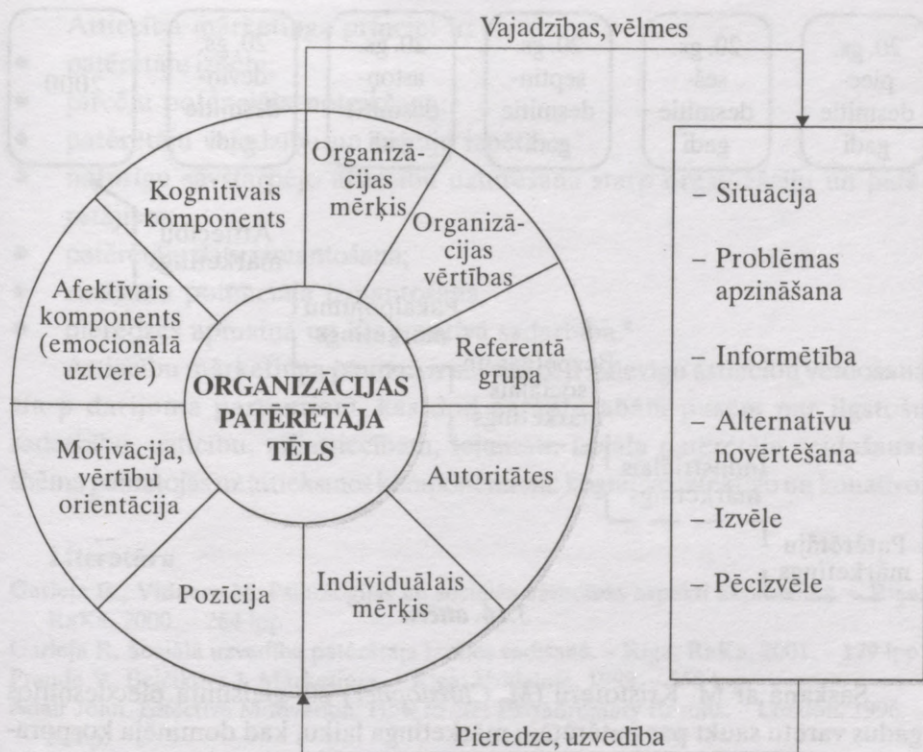 Vajadzības, vēlmes
Organizā-
cijas
mērķis
Kognitīvais
komponents
Organizā-
cijas
vērtības
Afektīvais
komponents
(emocionālā
uztvere)
Referentā
grupa
ORGANIZĀCIJAS
PATĒRĒTĀJA
TĒLS
Motivācija,
vērtību
orientācija
Autoritātes
Pozīcija
Individuālais
mērķis
– Situācija
– Problēmas
apzināšana
– Informētība
– Alternatīvu
novērtēšana
– Izvēle
– Pēcizvēle
Pieredze, uzvedība